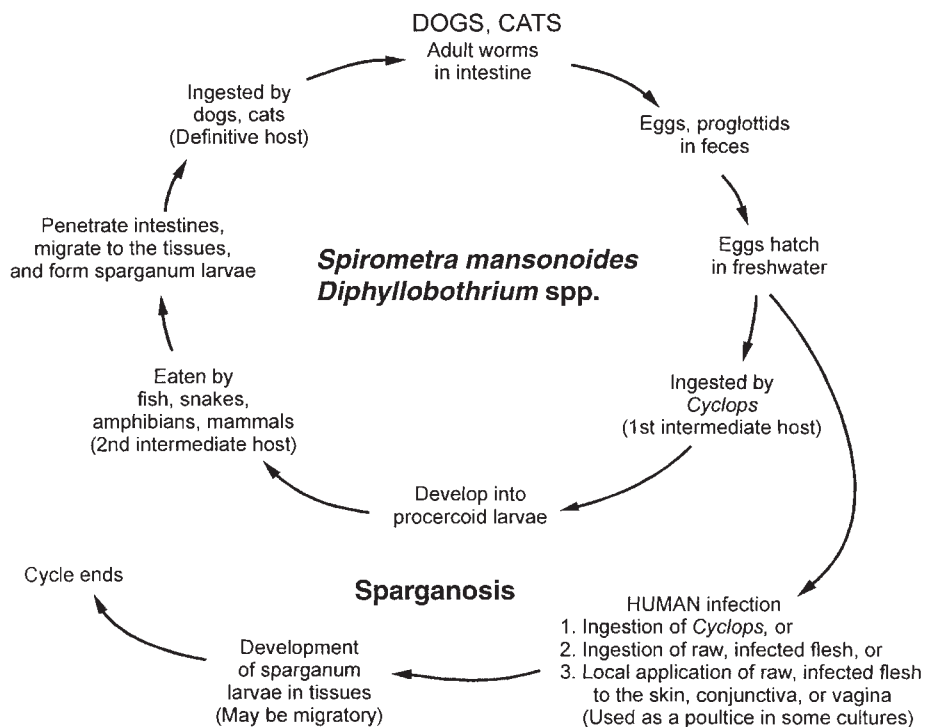 DOGS, CATS
Adult worms
in intestine
Eggs, proglottids
in feces
Eggs hatch
in freshwater
Ingested by
Cyclops
(1st intermediate host)
Develop into
procercoid larvae
Eaten by
fish, snakes,
amphibians, mammals
(2nd intermediate host)
Penetrate intestines,
migrate to the tissues,
and form sparganum larvae
Ingested by
dogs, cats
(Definitive host)
Spirometra mansonoides
Diphyllobothrium spp.
Sparganosis
HUMAN infection
1. Ingestion of Cyclops, or
2. Ingestion of raw, infected flesh, or
3. Local application of raw, infected flesh
to the skin, conjunctiva, or vagina
(Used as a poultice in some cultures)
Development
of sparganum
larvae in tissues
(May be migratory)
Cycle ends